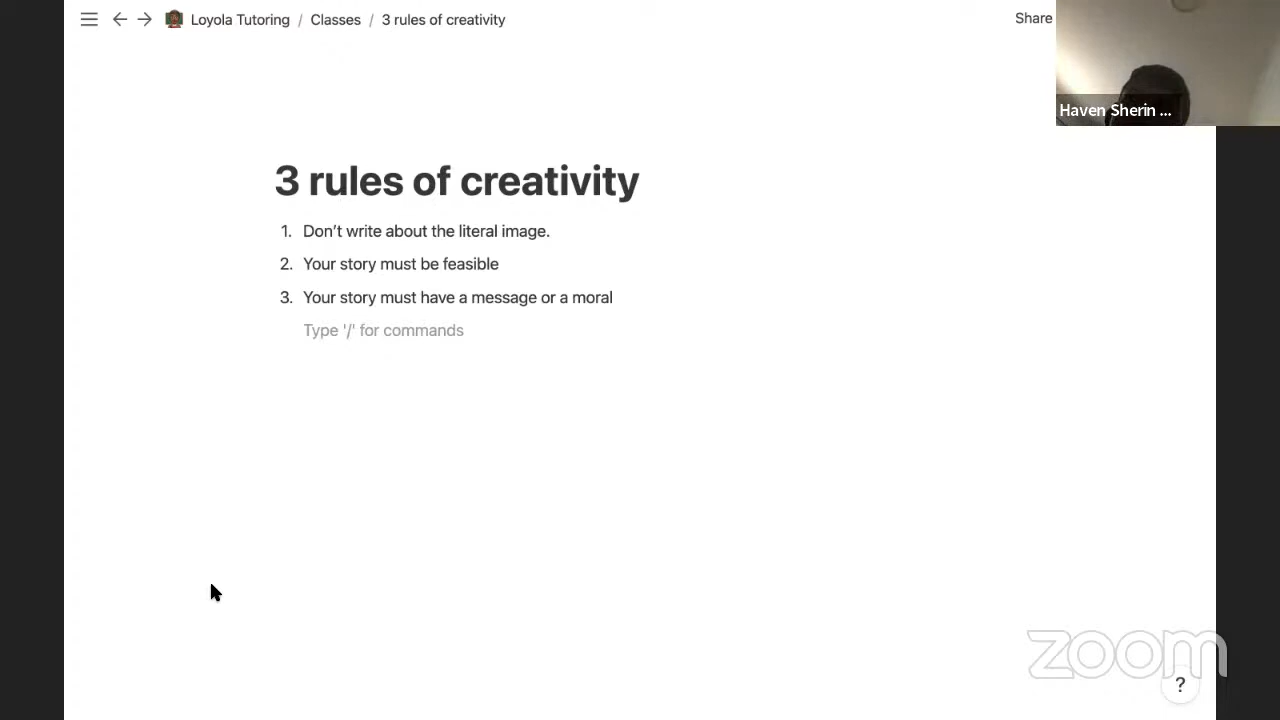 Loyola Tutoring / Classes / 3 rules of creativity
Share
Haven Sherin ...
3 rules of creativity
1. Don't write about the literal image.
2. Your story must be feasible
3. Your story must have a message or a moral
Type '/' for commands
zoom
?